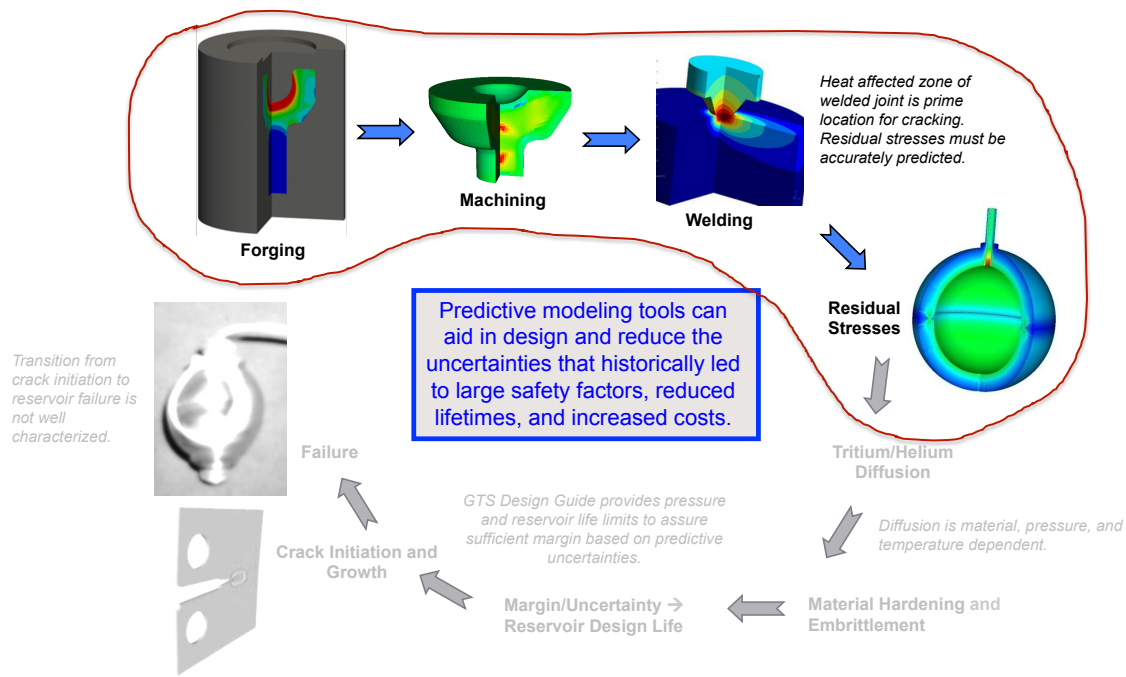 Forging
Machining
Welding
Heat affected zone of
welded joint is prime
location for cracking.
Residual stresses must be
accurately predicted.
Residual
Stresses
Predictive modeling tools can
aid in design and reduce the
uncertainties that historically led
to large safety factors, reduced
lifetimes, and increased costs.
Transition from
crack initiation to
reservoir failure is
not well
characterized.
Failure
Tritium/Helium
Diffusion
GTS Design Guide provides pressure
and reservoir life limits to assure
sufficient margin based on predictive
uncertainties.
Diffusion is material, pressure, and
temperature dependent.
Crack Initiation and
Growth
Margin/Uncertainty →
Reservoir Design Life
Material Hardening and
Embrittlement